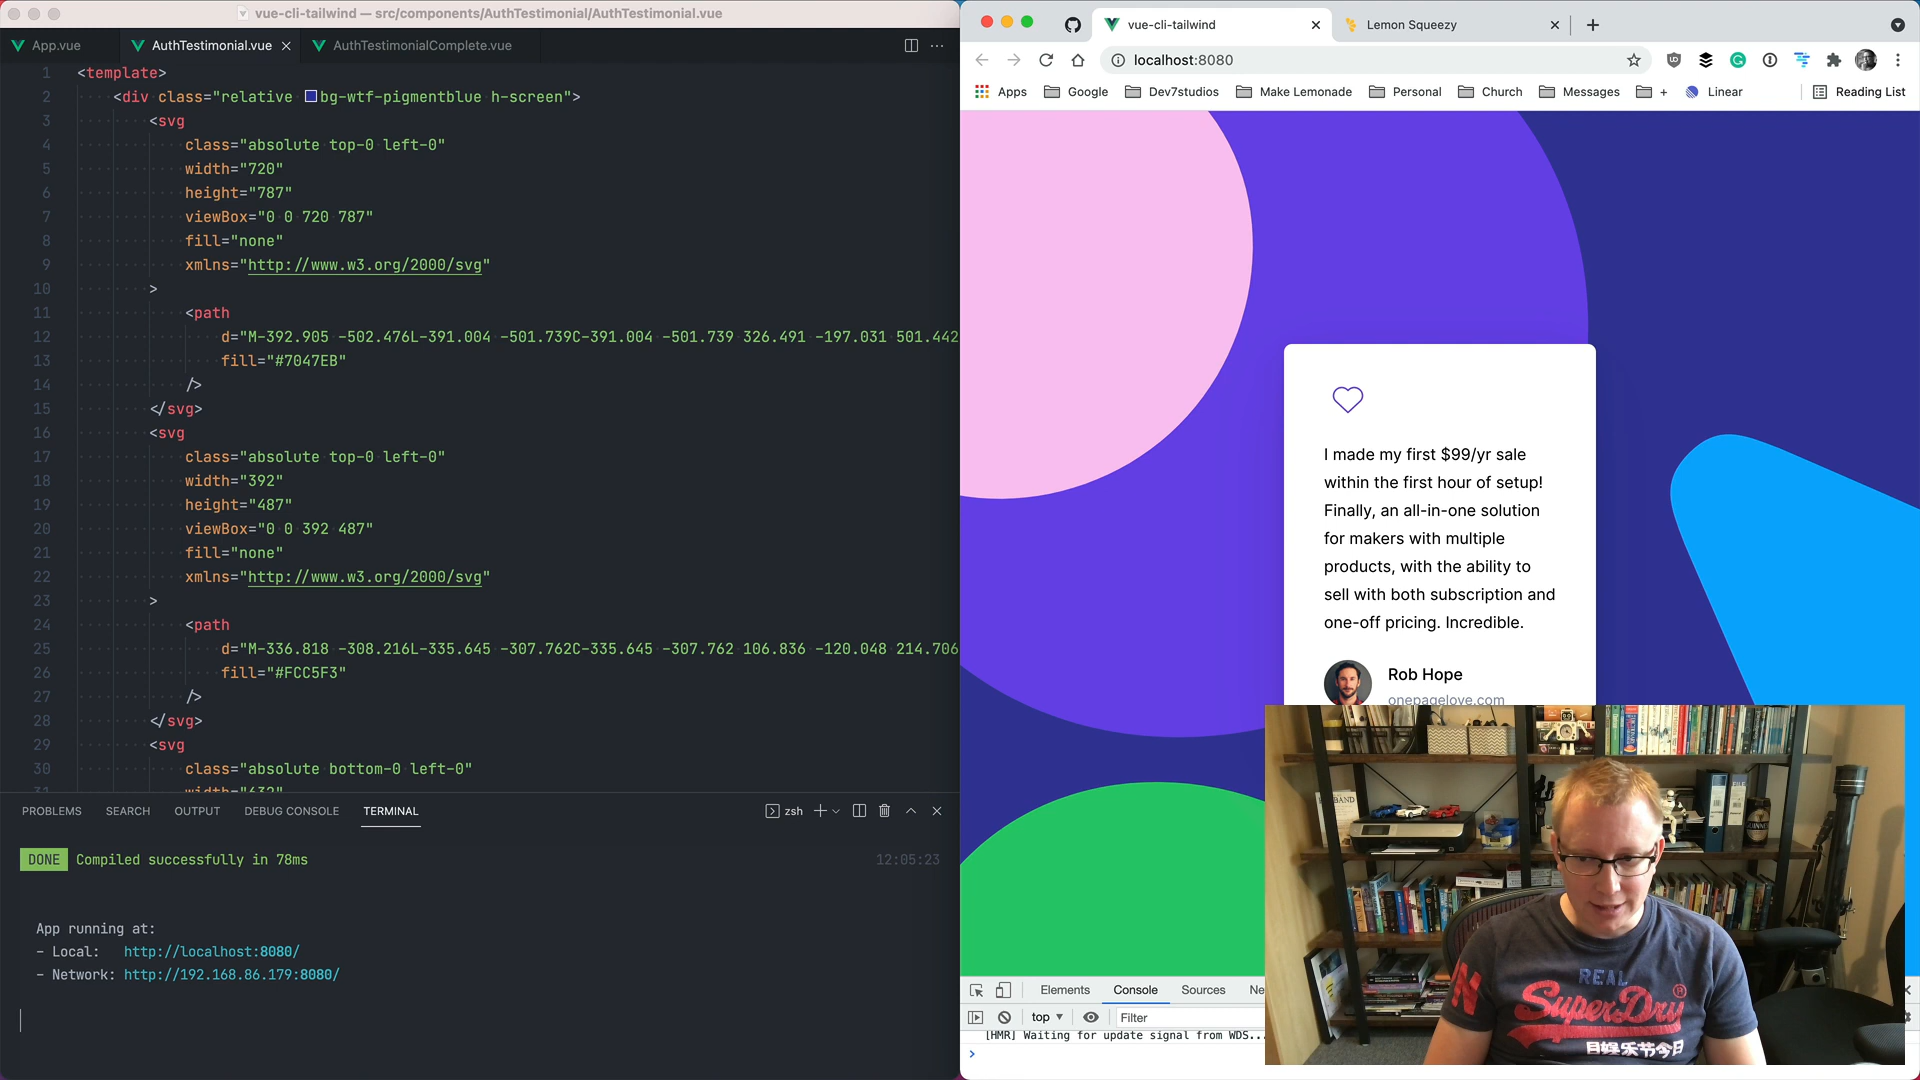 vue-cli-tailwind — src/components/AuthTestimonial/AuthTestimonial.vue
App.vue
AuthTestimonial.vue
AuthTestimonialComplete.vue
1 <template>
2 <div class="relative bg-wtf-pigmentblue h-screen">
3 <svg
4 class="absolute top-0 left-0"
5 width="720"
6 height="787"
7 viewBox="0 0 720 787"
8 fill="none"
9 xmlns="http://www.w3.org/2000/svg"
10 >
11 <path
12 d="M-392.905 -502.476L-391.004 -501.739C-391.004 -501.739 326.491 -197.031 501.442
13 fill="#7047EB"
14 />
15 </svg>
16 <svg
17 class="absolute top-0 left-0"
18 width="392"
19 height="487"
20 viewBox="0 0 392 487"
21 fill="none"
22 xmlns="http://www.w3.org/2000/svg"
23 >
24 <path
25 d="M-336.818 -308.216L-335.645 -307.762C-335.645 -307.762 106.836 -120.048 214.706
26 fill="#FCC5F3"
27 />
28 </svg>
29 <svg
30 class="absolute bottom-0 left-0"
31 width="632"
PROBLEMS SEARCH OUTPUT DEBUG CONSOLE TERMINAL
zsh
DONE Compiled successfully in 78ms 12:05:23
App running at:
- Local: http://localhost:8080/
- Network: http://192.168.86.179:8080/
vue-cli-tailwind
Lemon Squeezy
localhost:8080
Apps Google Dev7studios Make Lemonade Personal Church Messages + Linear Reading List
I made my first $99/yr sale
within the first hour of setup!
Finally, an all-in-one solution
for makers with multiple
products, with the ability to
sell with both subscription and
one-off pricing. Incredible.
Rob Hope
onepagelove.com
Elements Console Sources Ne
top Filter
[HMR] Waiting for update signal from WDS...
>
REAL
SuperDry®
GUINNESS